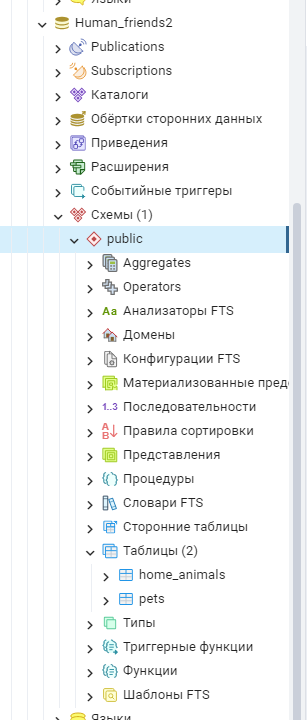 Языки
Human_friends2
Publications
Subscriptions
Каталоги
Обёртки сторонних данных
Приведения
Расширения
Событийные триггеры
Схемы (1)
public
Aggregates
Operators
Aa Анализаторы FTS
Домены
Конфигурации FTS
Материализованные пред
1..3 Последовательности
A B Правила сортировки
Представления
Процедуры
Словари FTS
Сторонние таблицы
Таблицы (2)
home_animals
pets
Типы
Триггерные функции
Функции
Шаблоны FTS
Языки